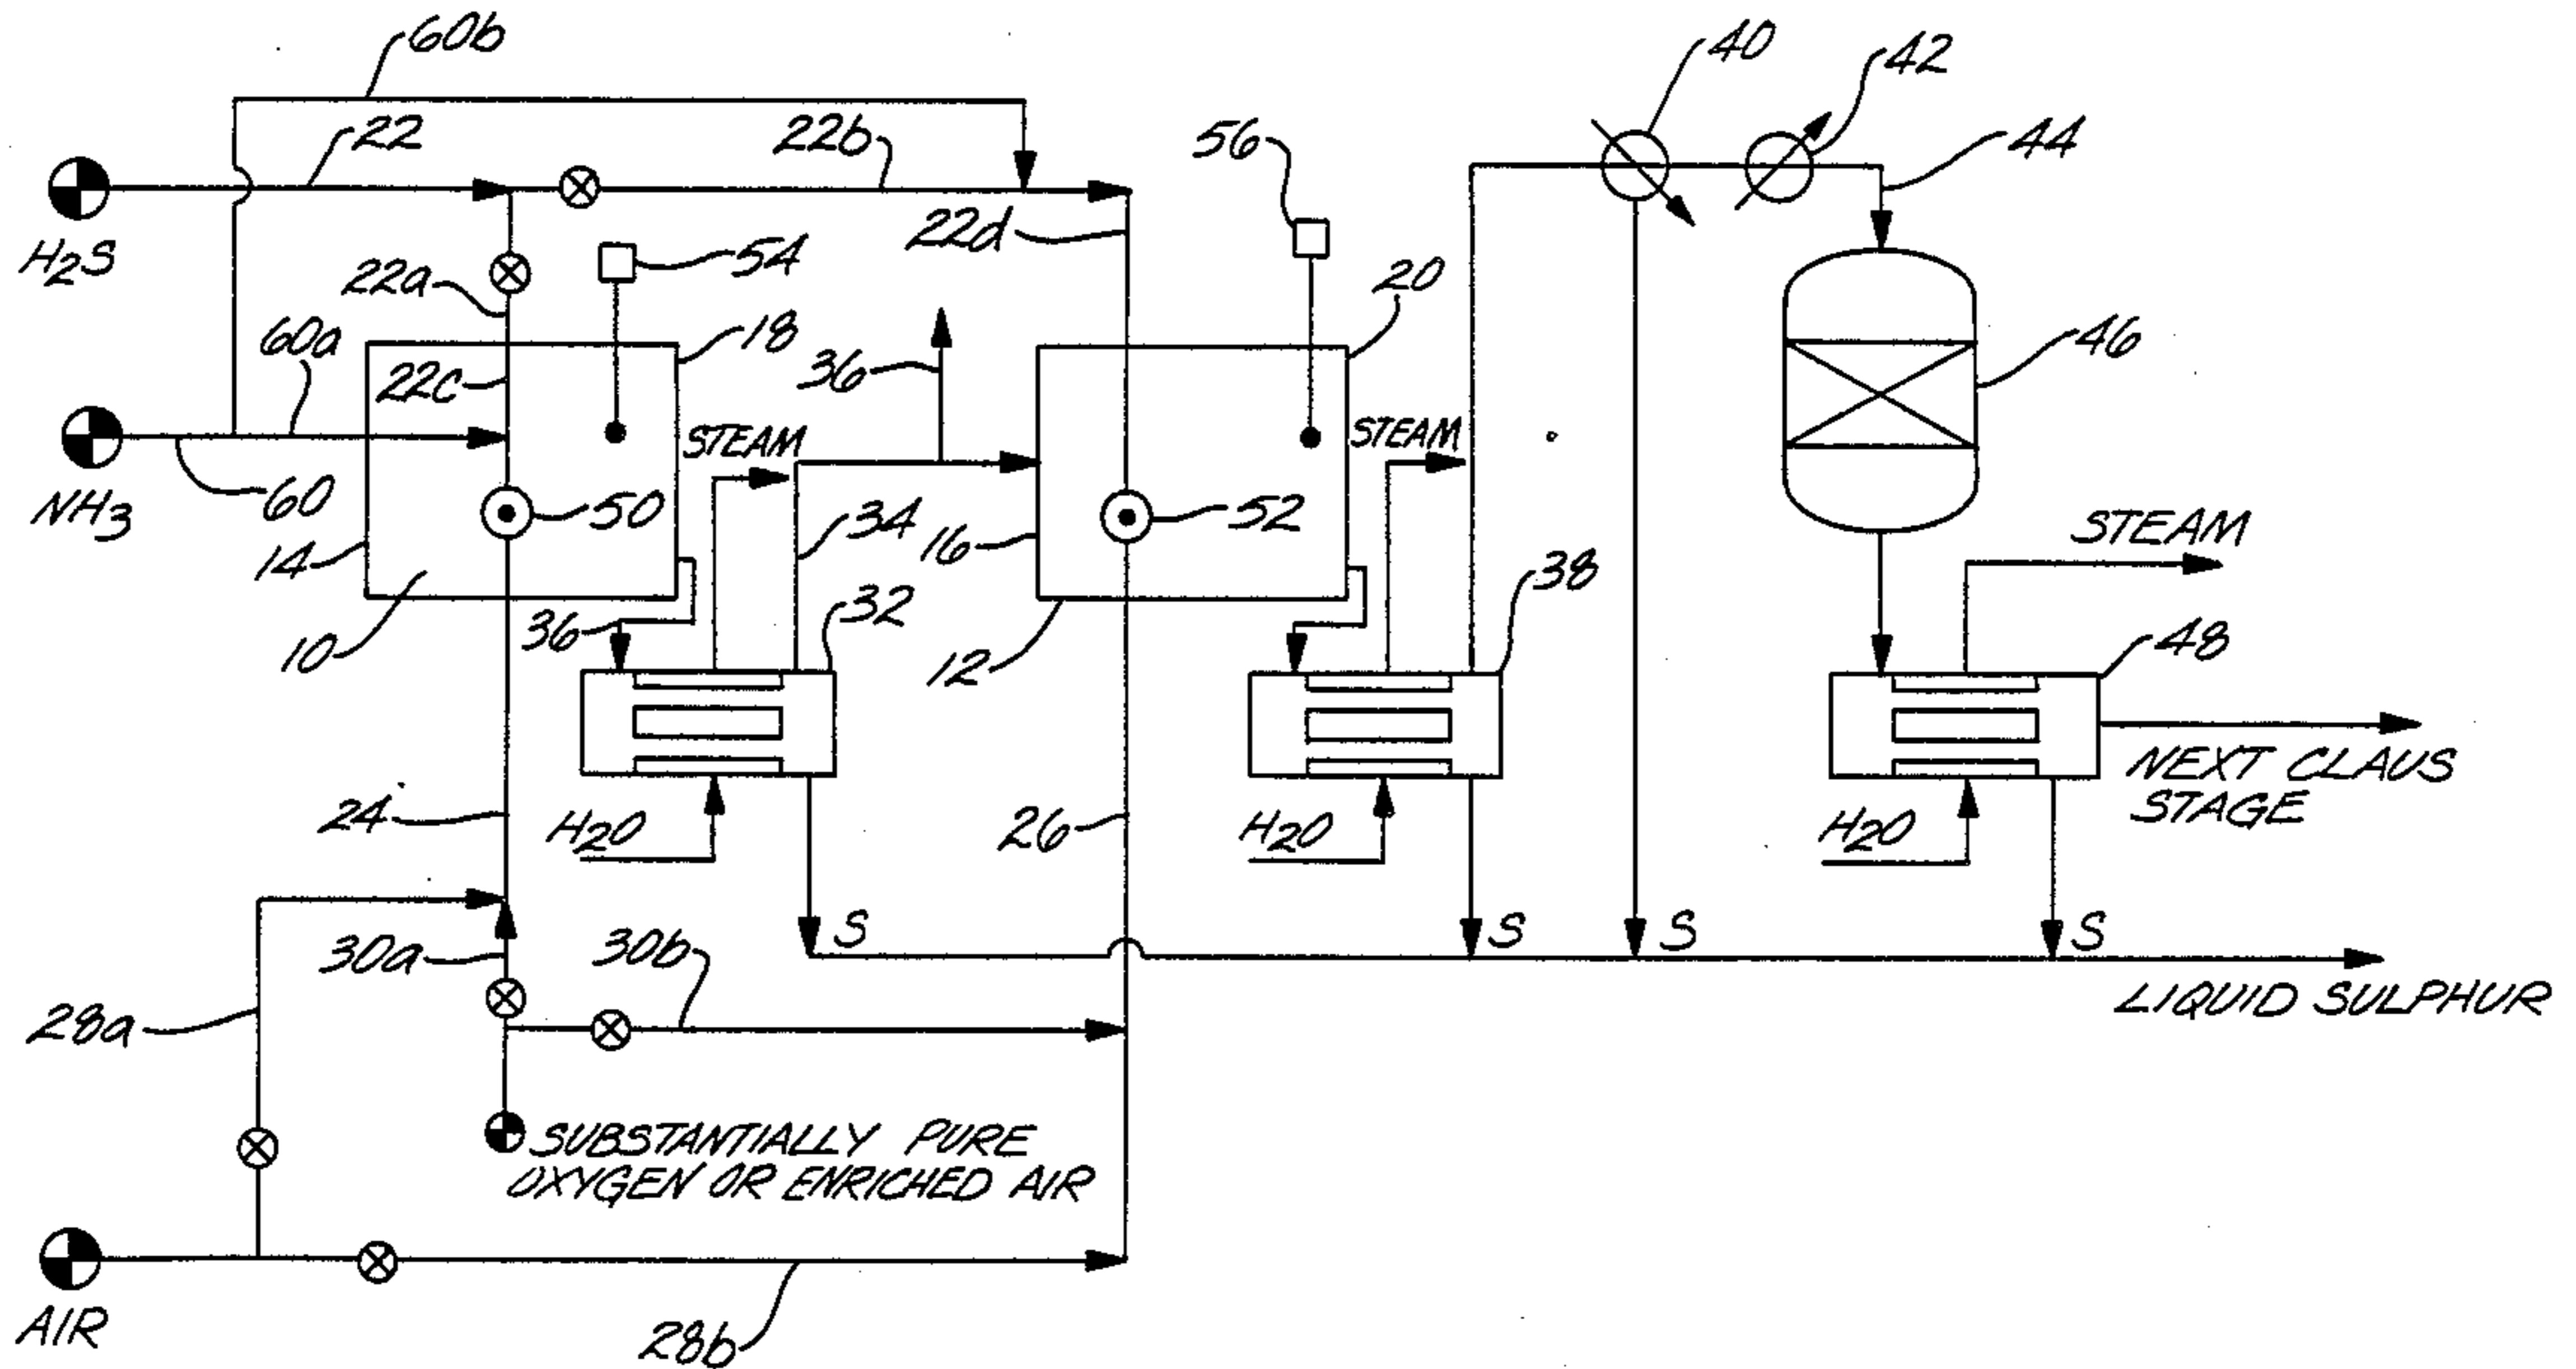 60b
40
42
22
22b
56
44
H2S
22a
54
22d
20
60a
18
36
46
22C
STEAM
STEAM
NH3
60
50
34
16
52
STEAM
14
38
10
36
32
12
48
24
H2O
26
H2O
H2O
NEXT CLAUS
STAGE
30a
S
30b
S
S
S
28a
LIQUID SULPHUR
SUBSTANTIALLY PURE
OXYGEN OR ENRICHED AIR
AIR
28b